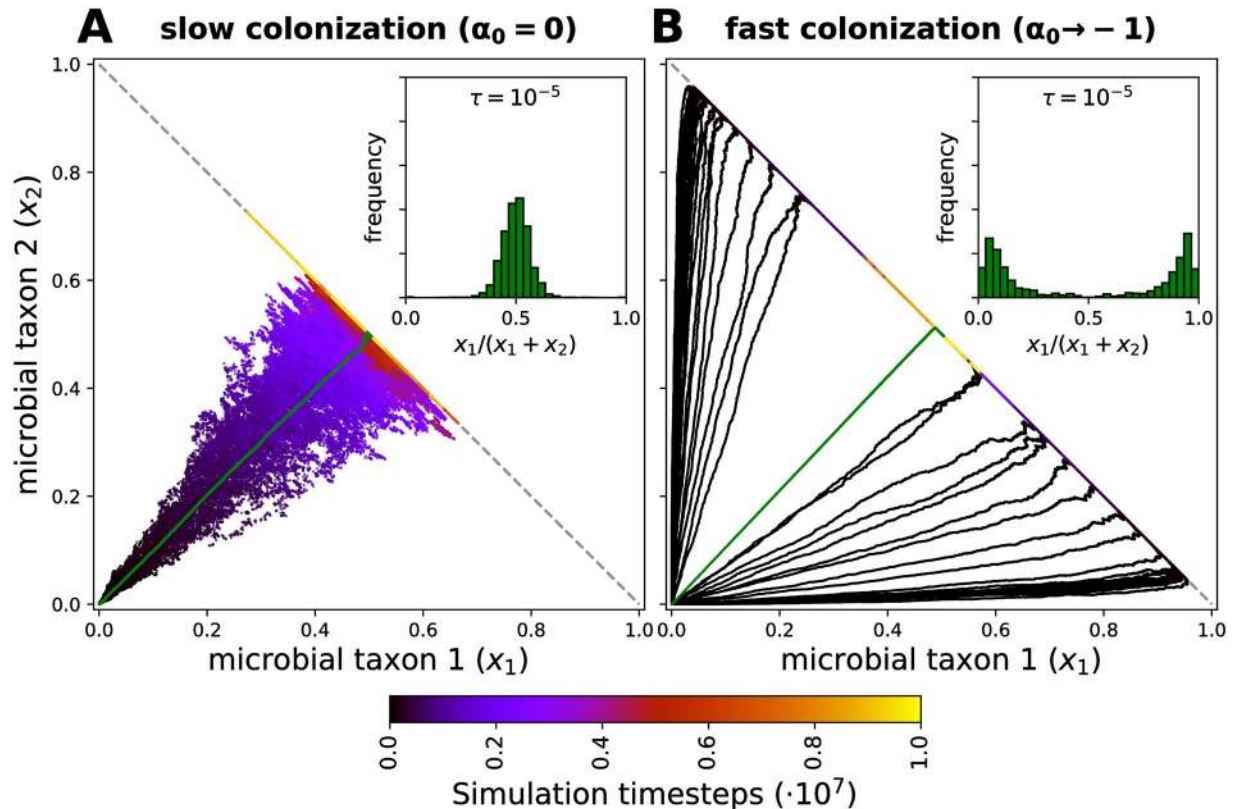 A slow colonization (α₀ = 0)
B fast colonization (α₀ → − 1)
1.0
0.8
0.6
0.4
0.2
0.0
microbial taxon 2 (x₂)
0.0 0.2 0.4 0.6 0.8 1.0
microbial taxon 1 (x₁)
τ = 10⁻⁵
frequency
0.0 0.5 1.0
x₁/(x₁ + x₂)
0.0 0.2 0.4 0.6 0.8 1.0
microbial taxon 1 (x₁)
τ = 10⁻⁵
frequency
0.0 0.5 1.0
x₁/(x₁ + x₂)
0.0 0.2 0.4 0.6 0.8 1.0
Simulation timesteps (·10⁷)